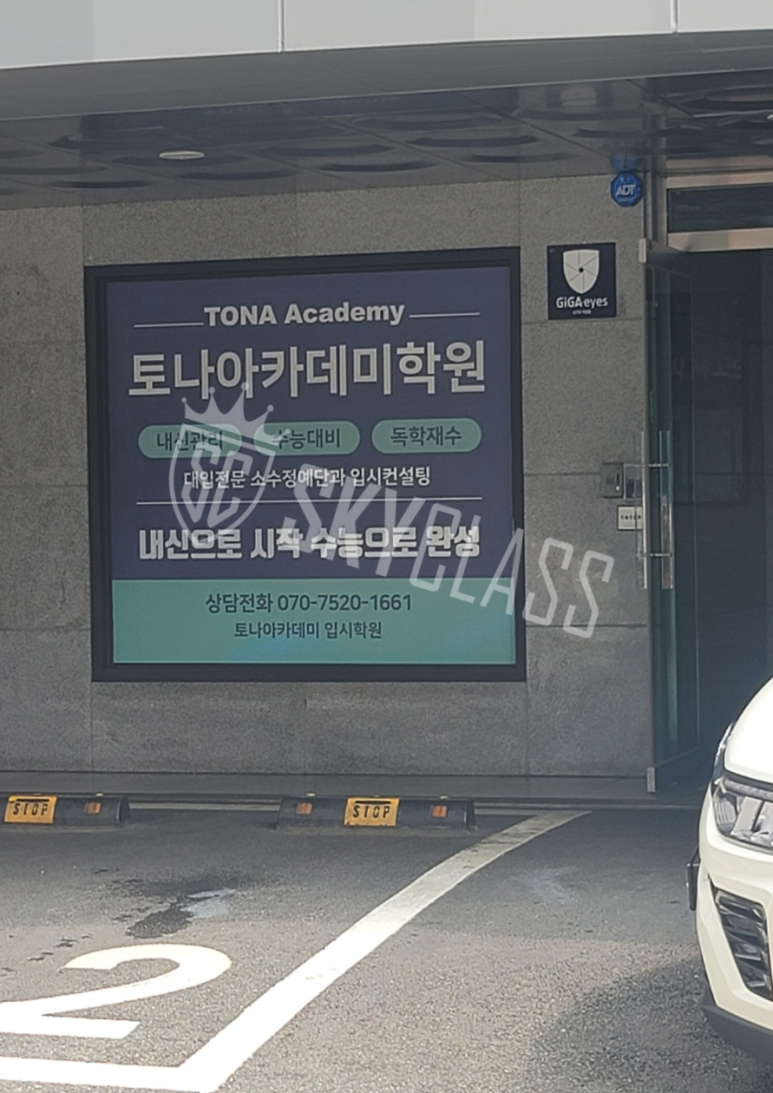 ADT
GiGAeyes
TONA Academy
토나아카데미학원
내신관리 수능대비 독학재수
대입전문 소수정예단과 입시컨설팅
내신으로 시작 수능으로 완성
상담전화 070-7520-1661
토나아카데미 입시학원
SC SKYCLASS
STOP STOP
2